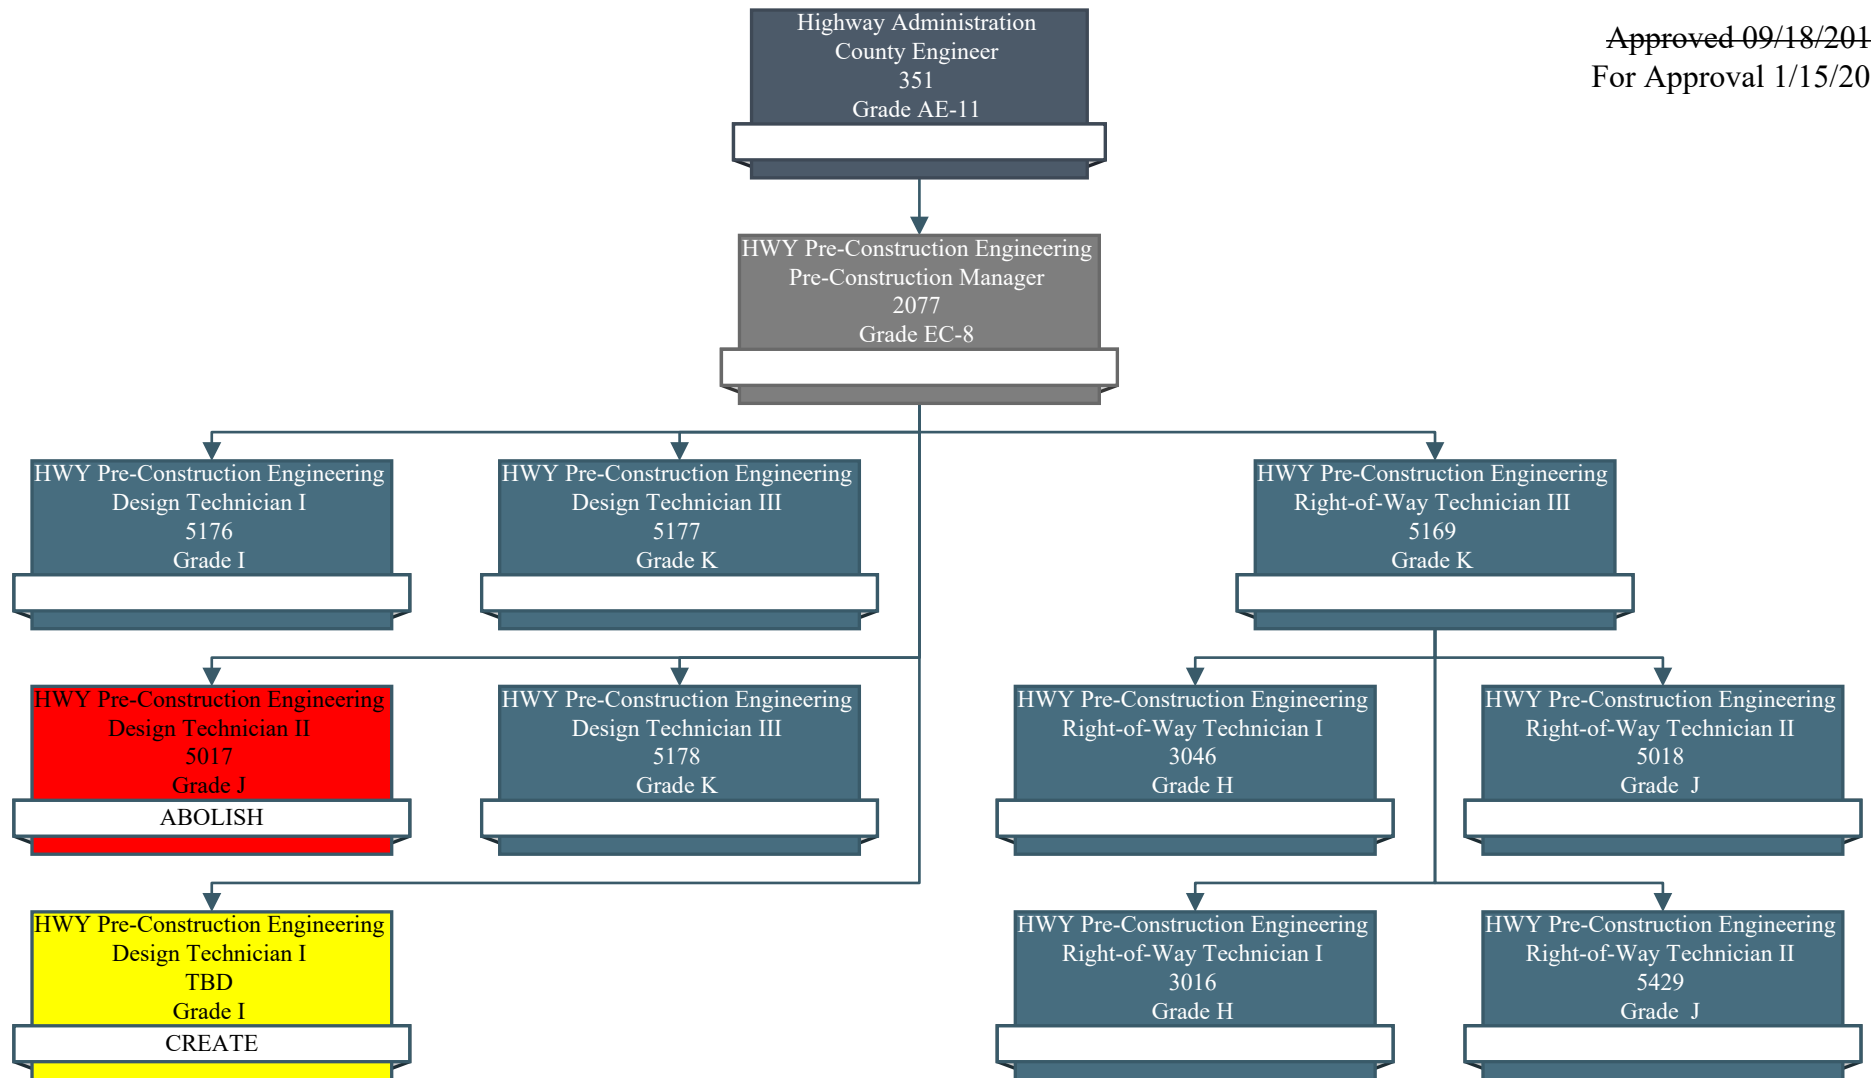 Highway Administration
County Engineer
351
Grade AE-11
Approved 09/18/201
For Approval 1/15/20
HWY Pre-Construction Engineering
Pre-Construction Manager
2077
Grade EC-8
HWY Pre-Construction Engineering
Design Technician I
5176
Grade I
HWY Pre-Construction Engineering
Design Technician III
5177
Grade K
HWY Pre-Construction Engineering
Right-of-Way Technician III
5169
Grade K
HWY Pre-Construction Engineering
Design Technician II
5017
Grade J
ABOLISH
HWY Pre-Construction Engineering
Design Technician III
5178
Grade K
HWY Pre-Construction Engineering
Right-of-Way Technician I
3046
Grade H
HWY Pre-Construction Engineering
Right-of-Way Technician II
5018
Grade  J
HWY Pre-Construction Engineering
Design Technician I
TBD
Grade I
CREATE
HWY Pre-Construction Engineering
Right-of-Way Technician I
3016
Grade H
HWY Pre-Construction Engineering
Right-of-Way Technician II
5429
Grade  J